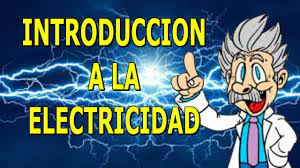 INTRODUCCION
A LA
ELECTRICIDAD